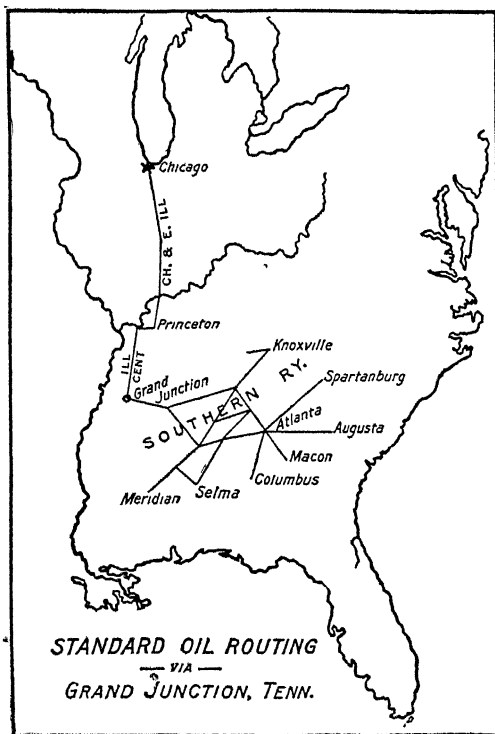 Chicago
CH. & E. ILL
Princeton
ILL
CENT
Grand Junction
Knoxville
SOUTHERN RY.
Spartanburg
Atlanta
Augusta
Macon
Columbus
Selma
Meridian
STANDARD OIL ROUTING
— VIA —
GRAND JUNCTION, TENN.